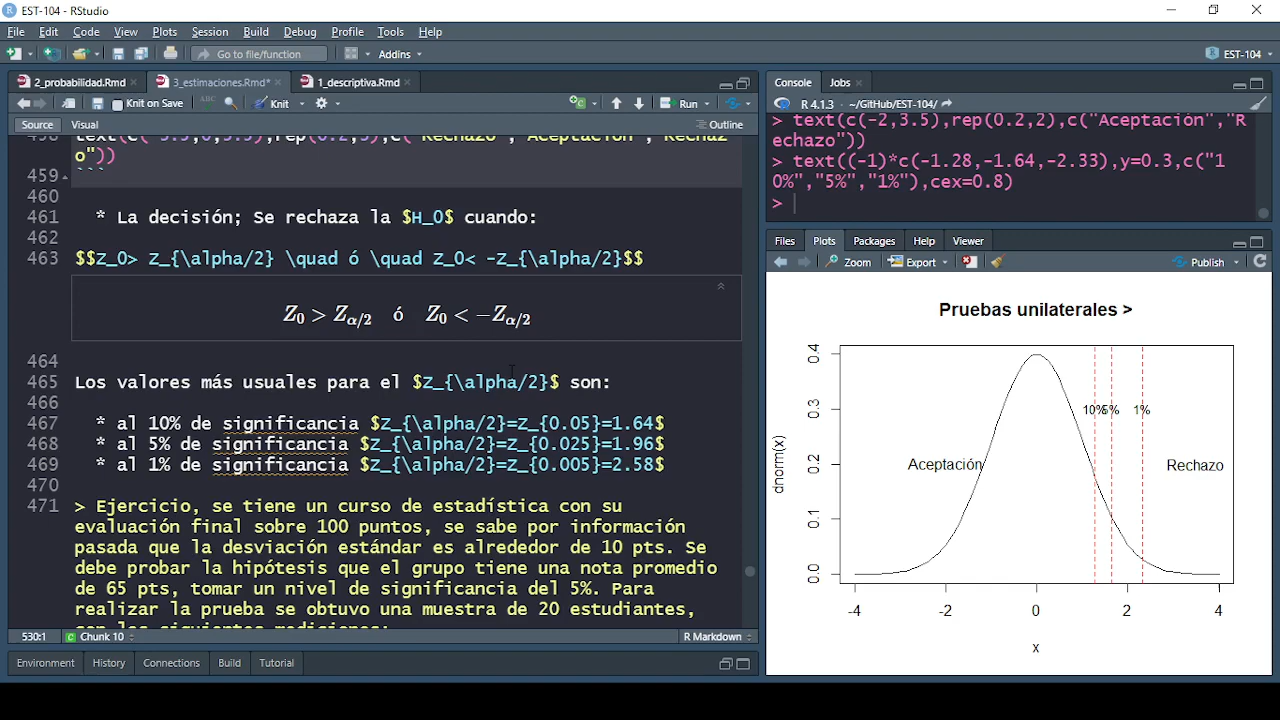 EST-104 - RStudio
File Edit Code View Plots Session Build Debug Profile Tools Help
Go to file/function Addins EST-104
2_probabilidad.Rmd 3_estimaciones.Rmd* 1_descriptiva.Rmd
Knit on Save ABC Knit Run
Source Visual Outline
o"))
459 ```
460
461 * La decisión; Se rechaza la $H_0$ cuando:
462
463 $$z_0> z_{\alpha/2} \quad ó \quad z_0< -z_{\alpha/2}$$
Z0 > Zα/2 ó Z0 < −Zα/2
464
465 Los valores más usuales para el $z_{\alpha/2}$ son:
466
467 * al 10% de significancia $z_{\alpha/2}=z_{0.05}=1.64$
468 * al 5% de significancia $z_{\alpha/2}=z_{0.025}=1.96$
469 * al 1% de significancia $z_{\alpha/2}=z_{0.005}=2.58$
470
471 > Ejercicio, se tiene un curso de estadística con su
evaluación final sobre 100 puntos, se sabe por información
pasada que la desviación estándar es alrededor de 10 pts. Se
debe probar la hipótesis que el grupo tiene una nota promedio
de 65 pts, tomar un nivel de significancia del 5%. Para
realizar la prueba se obtuvo una muestra de 20 estudiantes,
530:1 C Chunk 10 R Markdown
Environment History Connections Build Tutorial
Console Jobs
R 4.1.3 · ~/GitHub/EST-104/
> text(c(-2,3.5),rep(0.2,2),c("Aceptación","R
echazo"))
> text((-1)*c(-1.28,-1.64,-2.33),y=0.3,c("1
0%","5%","1%"),cex=0.8)
>
Files Plots Packages Help Viewer
Zoom Export Publish
Pruebas unilaterales >
dnorm(x)
0.4
0.3
0.2
0.1
0.0
10% 5% 1%
Aceptación Rechazo
-4 -2 0 2 4
x